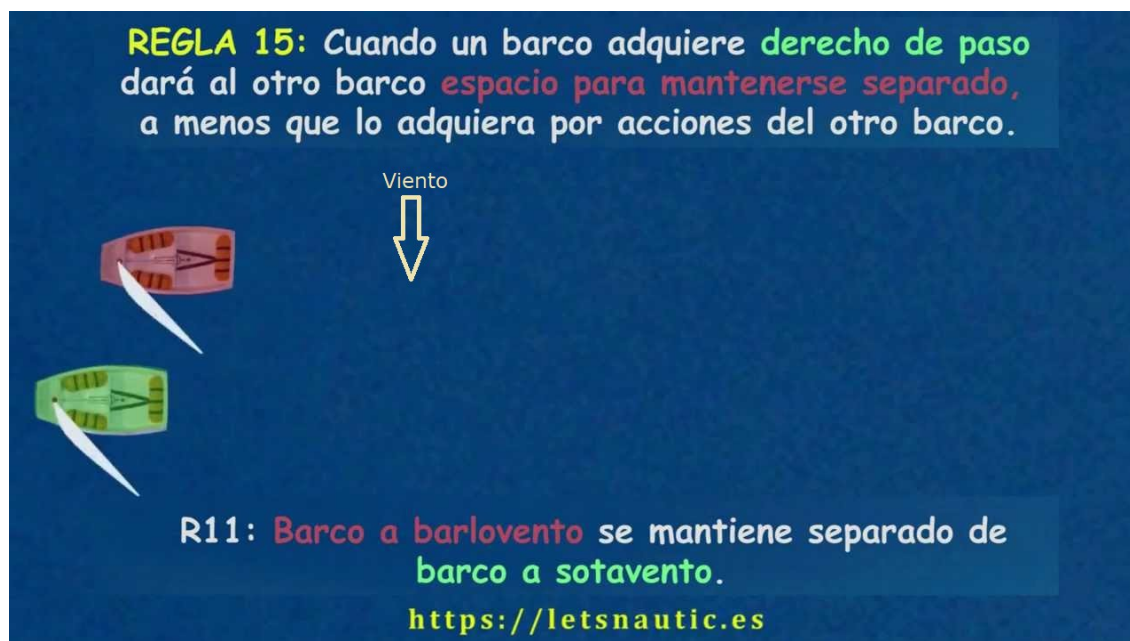 REGLA 15: Cuando un barco adquiere derecho de paso
dará al otro barco espacio para mantenerse separado,
a menos que lo adquiera por acciones del otro barco.
Viento
R11: Barco a barlovento se mantiene separado de
barco a sotavento.
https://letsnautic.es